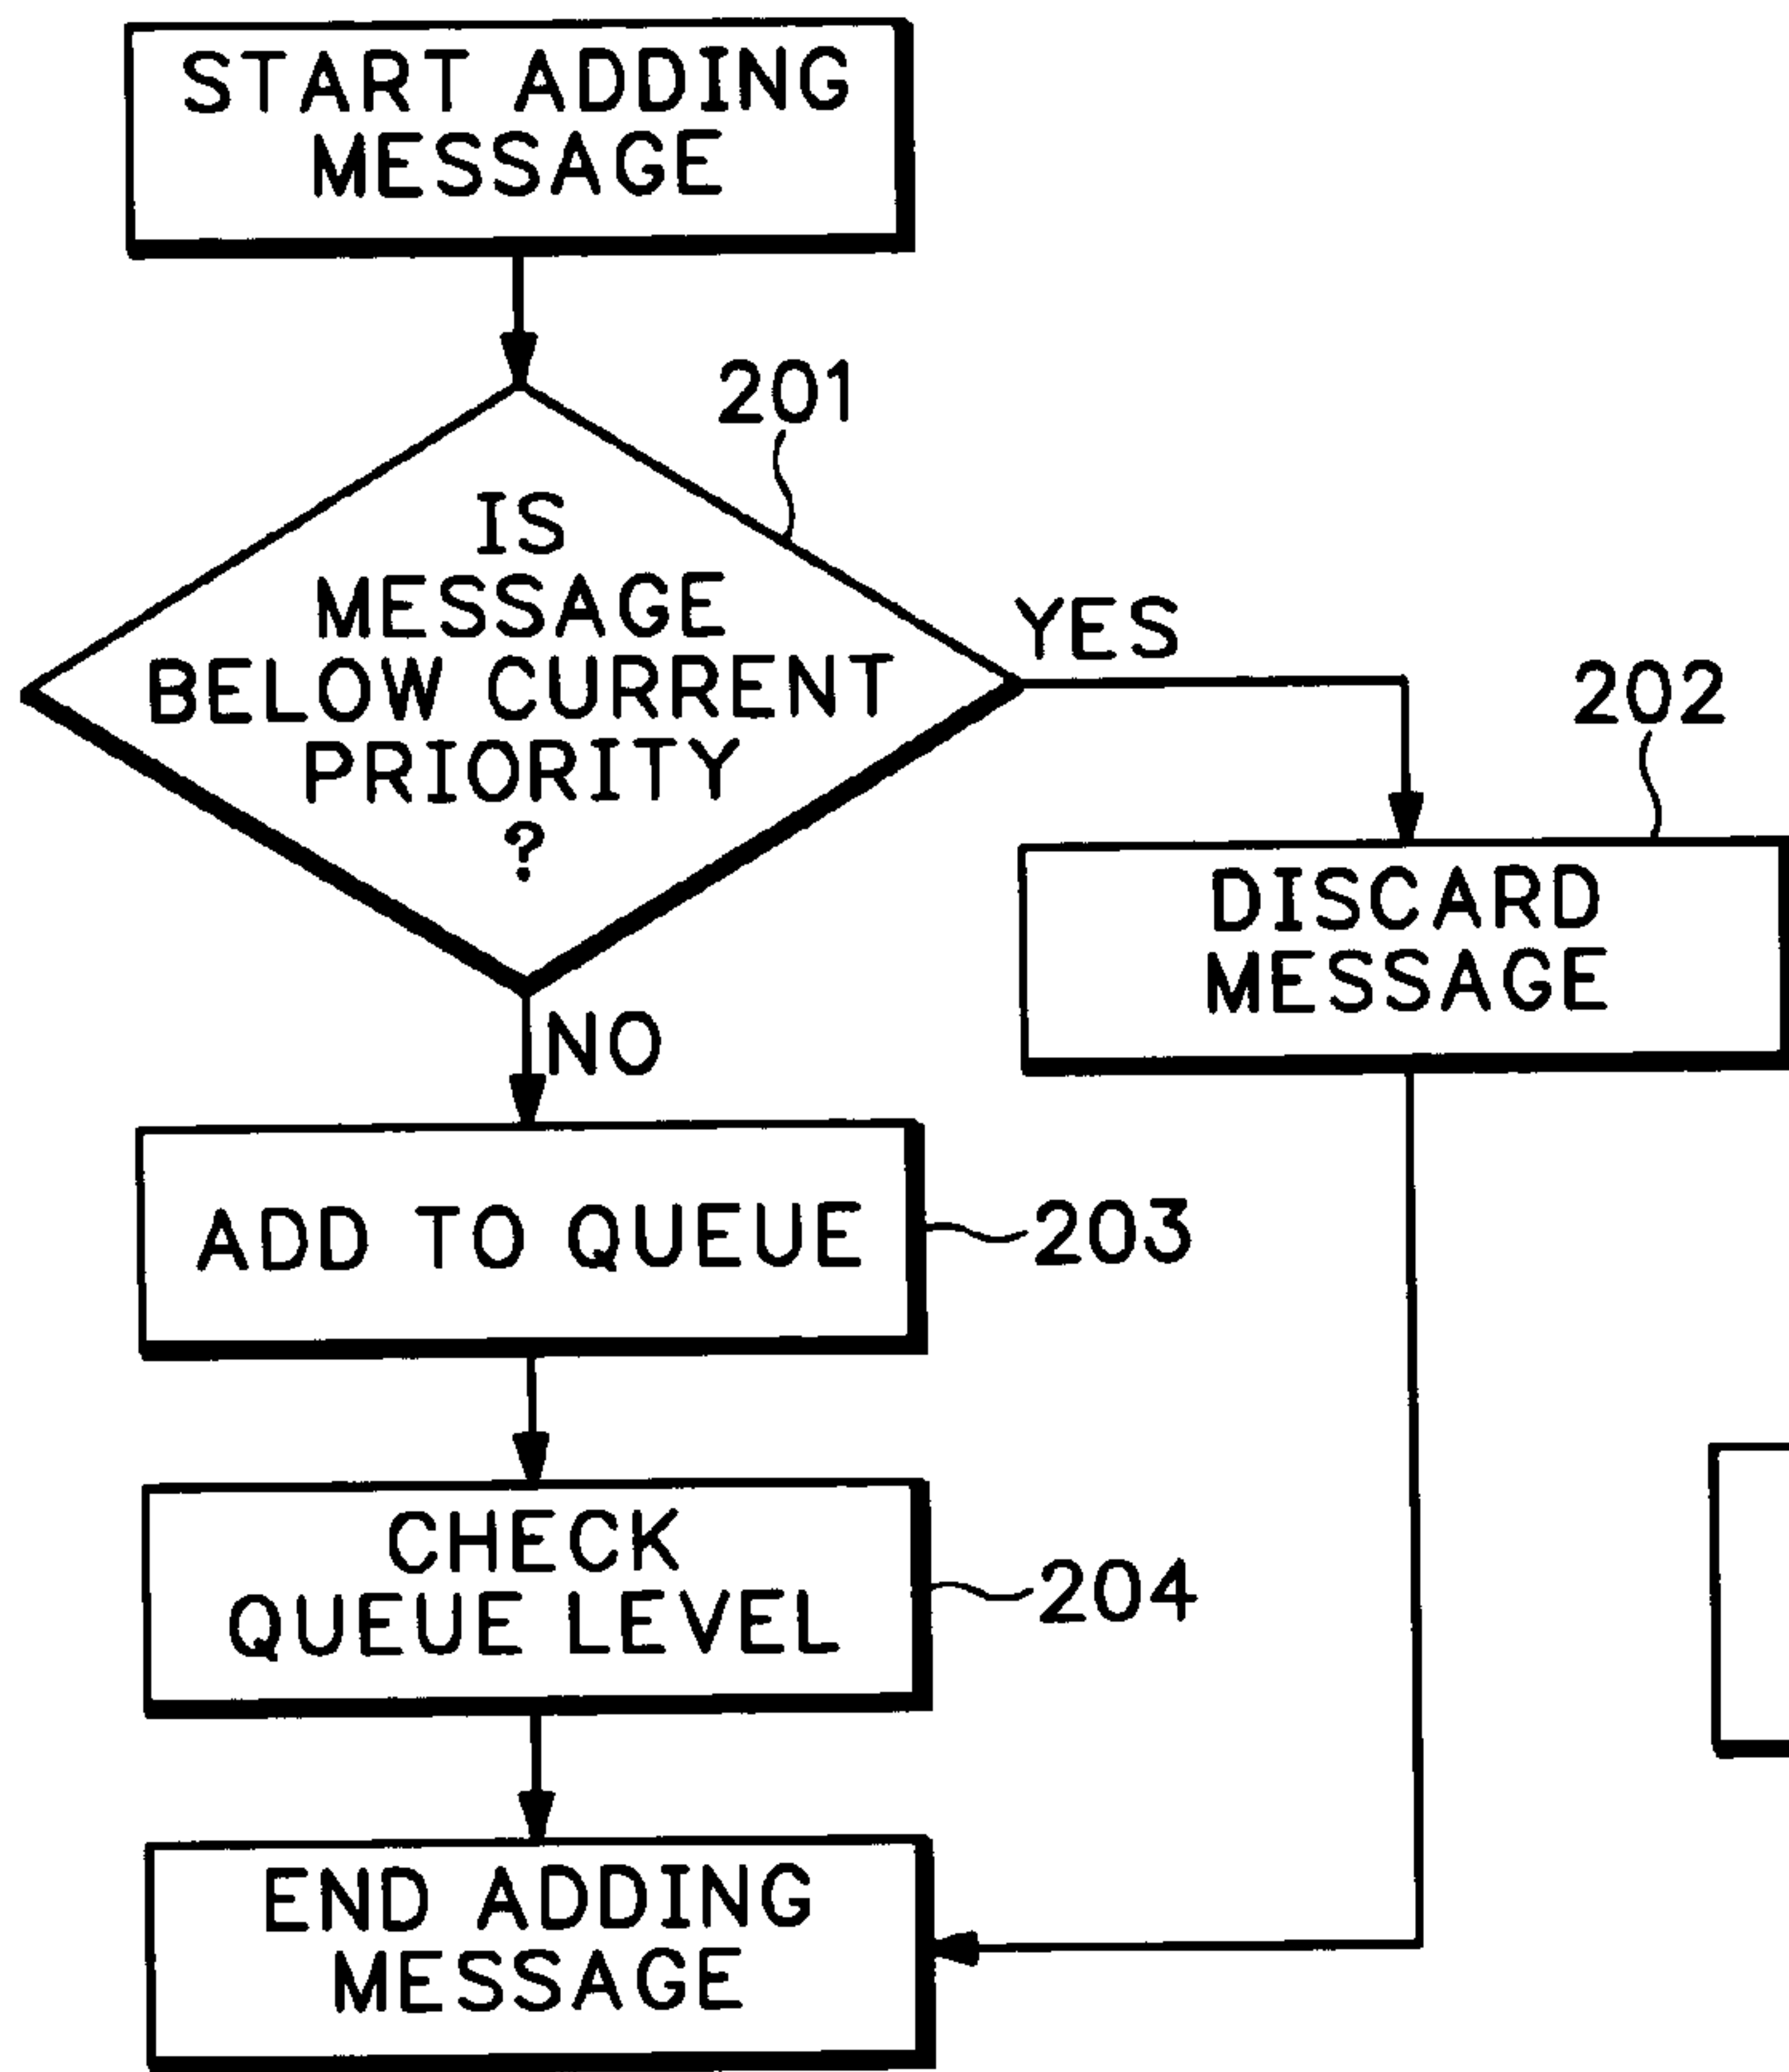 START ADDING
MESSAGE
201
IS
MESSAGE
BELOW CURRENT
PRIORITY
?
YES
202
DISCARD
MESSAGE
NO
ADD TO QUEUE
203
CHECK
QUEUE LEVEL
204
END ADDING
MESSAGE